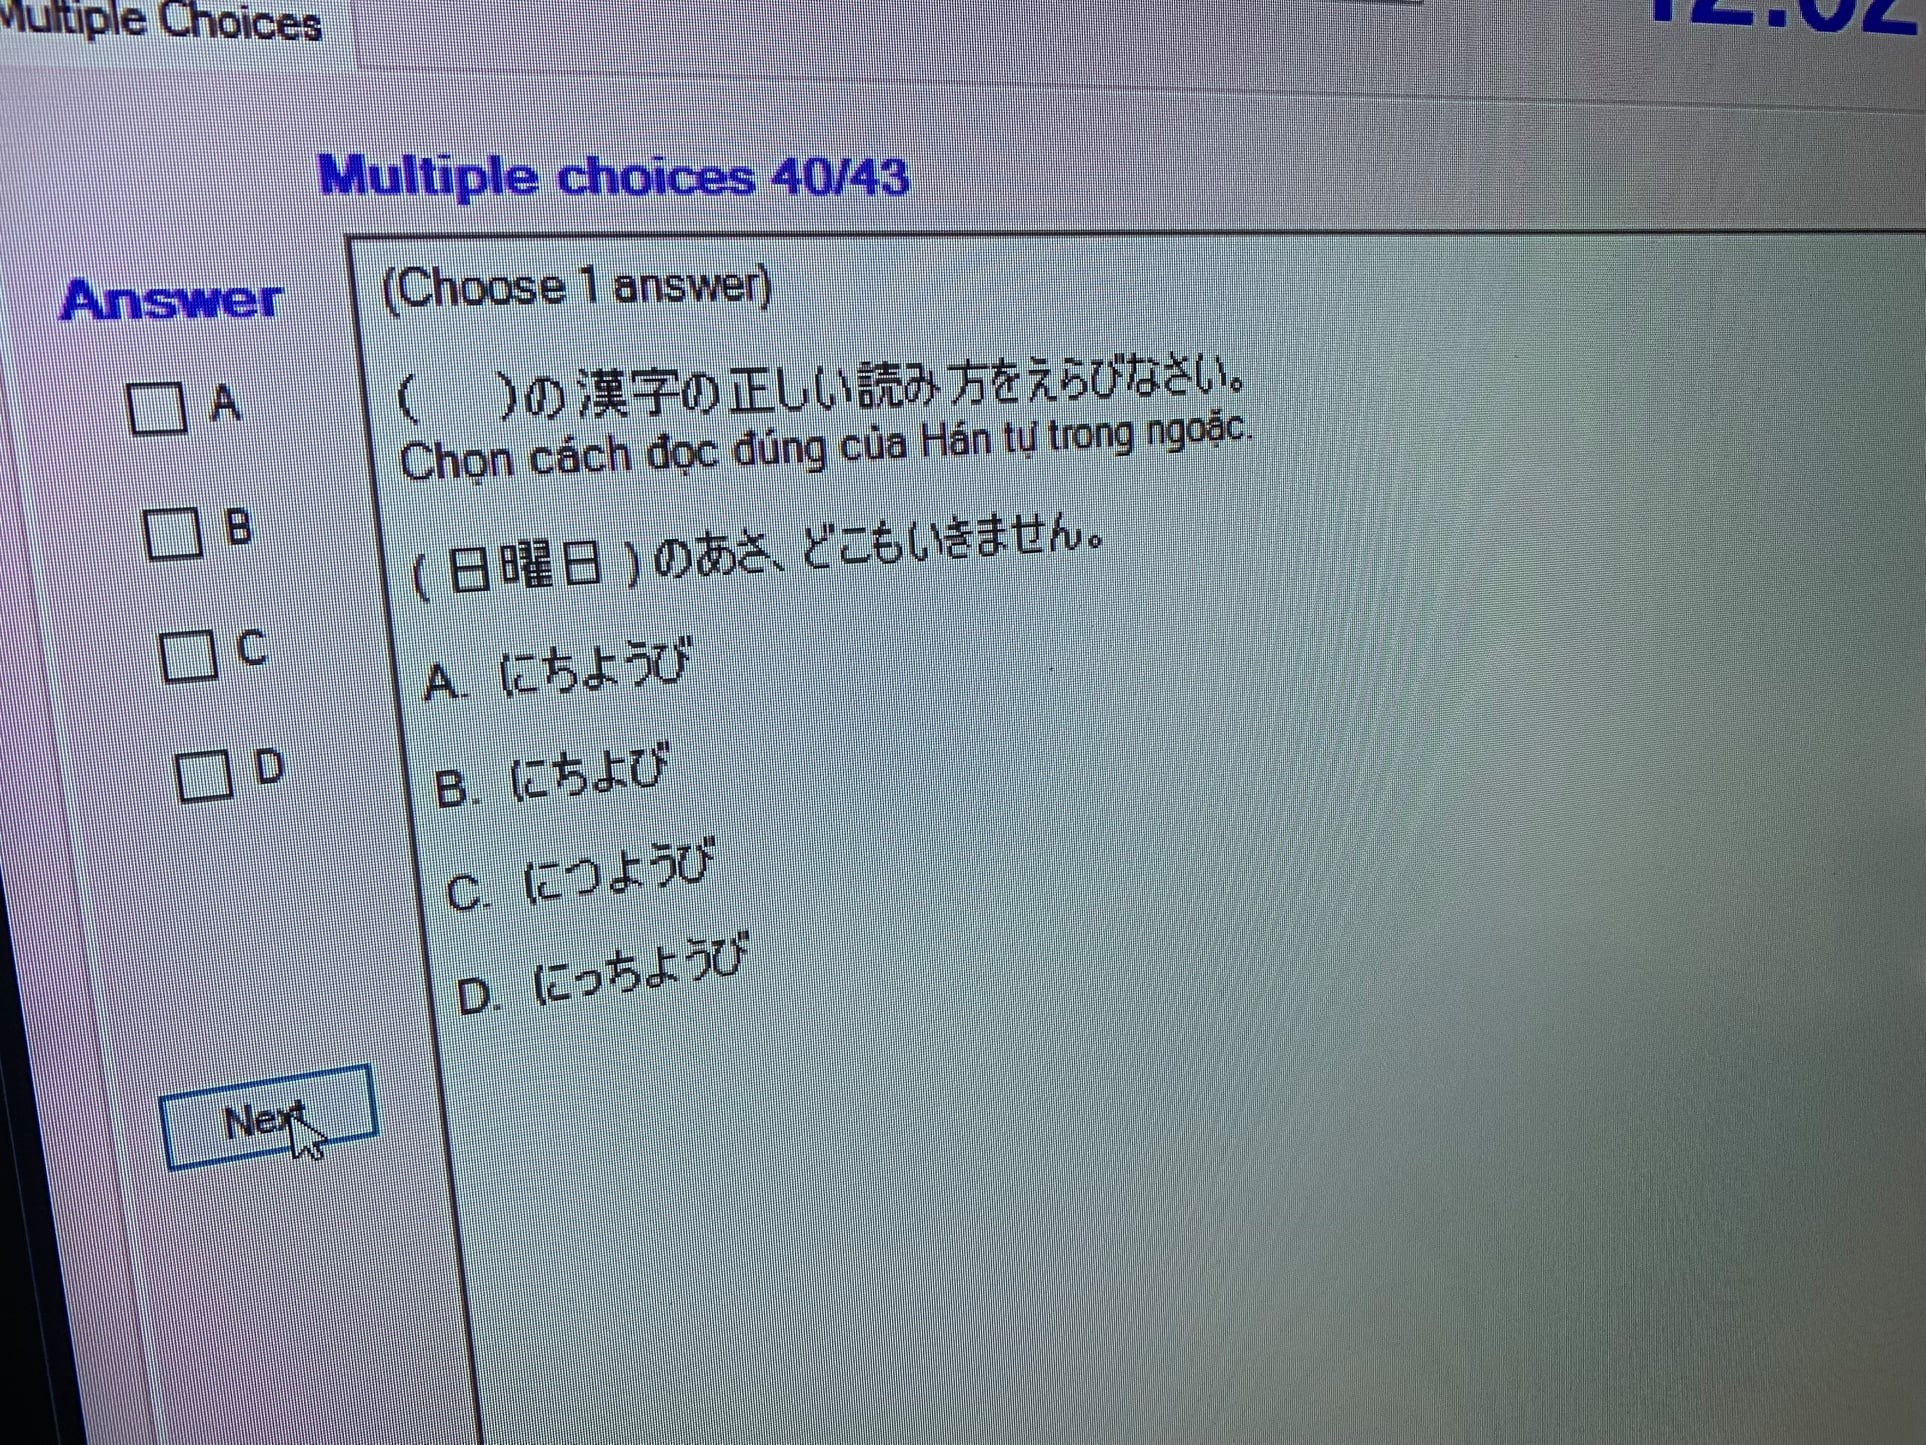 Multiple Choices
Multiple choices 40/43
Answer
A
B
C
D
Next
(Choose 1 answer)
(　　)の漢字の正しい読み方をえらびなさい。
Chọn cách đọc đúng của Hán tự trong ngoặc.
( 日曜日 ) のあさ、どこもいきません。
A. にちようび
B. にちよび
C. につようび
D. にっちようび